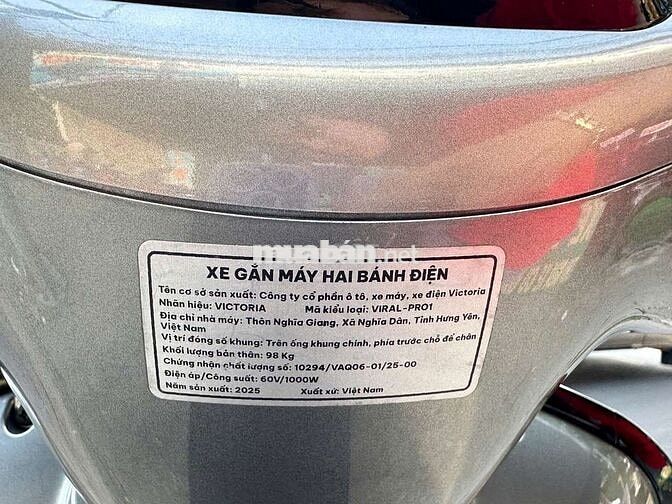 muaban.net
XE GẮN MÁY HAI BÁNH ĐIỆN
Tên cơ sở sản xuất: Công ty cổ phần ô tô, xe máy, xe điện Victoria
Nhãn hiệu: VICTORIA Mã kiểu loại: VIRAL-PRO1
Địa chỉ nhà máy: Thôn Nghĩa Giang, Xã Nghĩa Dân, Tỉnh Hưng Yên,
Việt Nam
Vị trí đóng số khung: Trên ống khung chính, phía trước chỗ để chân
Khối lượng bản thân: 98 Kg
Chứng nhận chất lượng số: 10294/VAQ06-01/25-00
Điện áp/Công suất: 60V/1000W
Năm sản xuất: 2025 Xuất xứ: Việt Nam